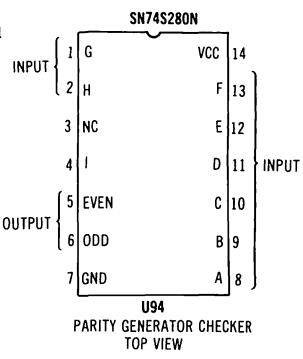 SN74S280N
INPUT
1 G
2 H
3 NC
4 I
OUTPUT
5 EVEN
6 ODD
7 GND
VCC 14
F 13
E 12
D 11
C 10
B 9
A 8
INPUT
U94
PARITY GENERATOR CHECKER
TOP VIEW